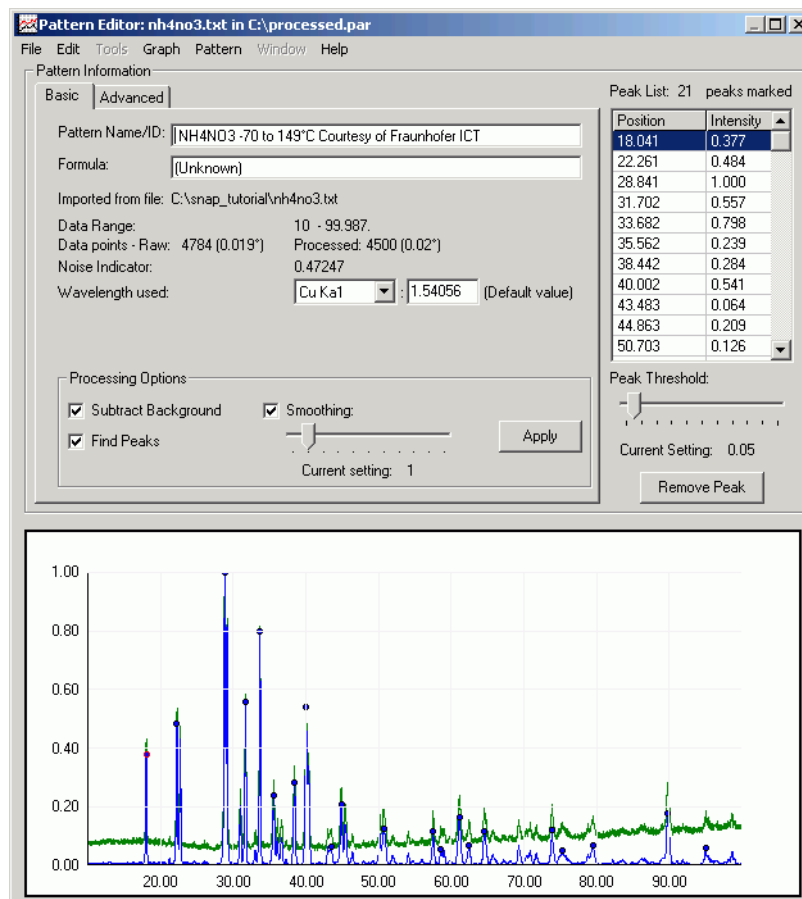 Pattern Editor: nh4no3.txt in C:\processed.par
File Edit Tools Graph Pattern Window Help
Pattern Information
Basic Advanced
Pattern Name/ID: NH4NO3 -70 to 149°C Courtesy of Fraunhofer ICT
Formula: (Unknown)
Imported from file: C:\snap_tutorial\nh4no3.txt
Data Range: 10 - 99.987.
Data points - Raw: 4784 (0.019°) Processed: 4500 (0.02°)
Noise Indicator: 0.47247
Wavelength used: Cu Ka1 : 1.54056 (Default value)
Processing Options
Subtract Background Smoothing:
Find Peaks
Apply
Current setting: 1
Peak List: 21 peaks marked
Position Intensity
18.041 0.377
22.261 0.484
28.841 1.000
31.702 0.557
33.682 0.798
35.562 0.239
38.442 0.284
40.002 0.541
43.483 0.064
44.863 0.209
50.703 0.126
Peak Threshold:
Current Setting: 0.05
Remove Peak
1.00
0.80
0.60
0.40
0.20
0.00
20.00 30.00 40.00 50.00 60.00 70.00 80.00 90.00